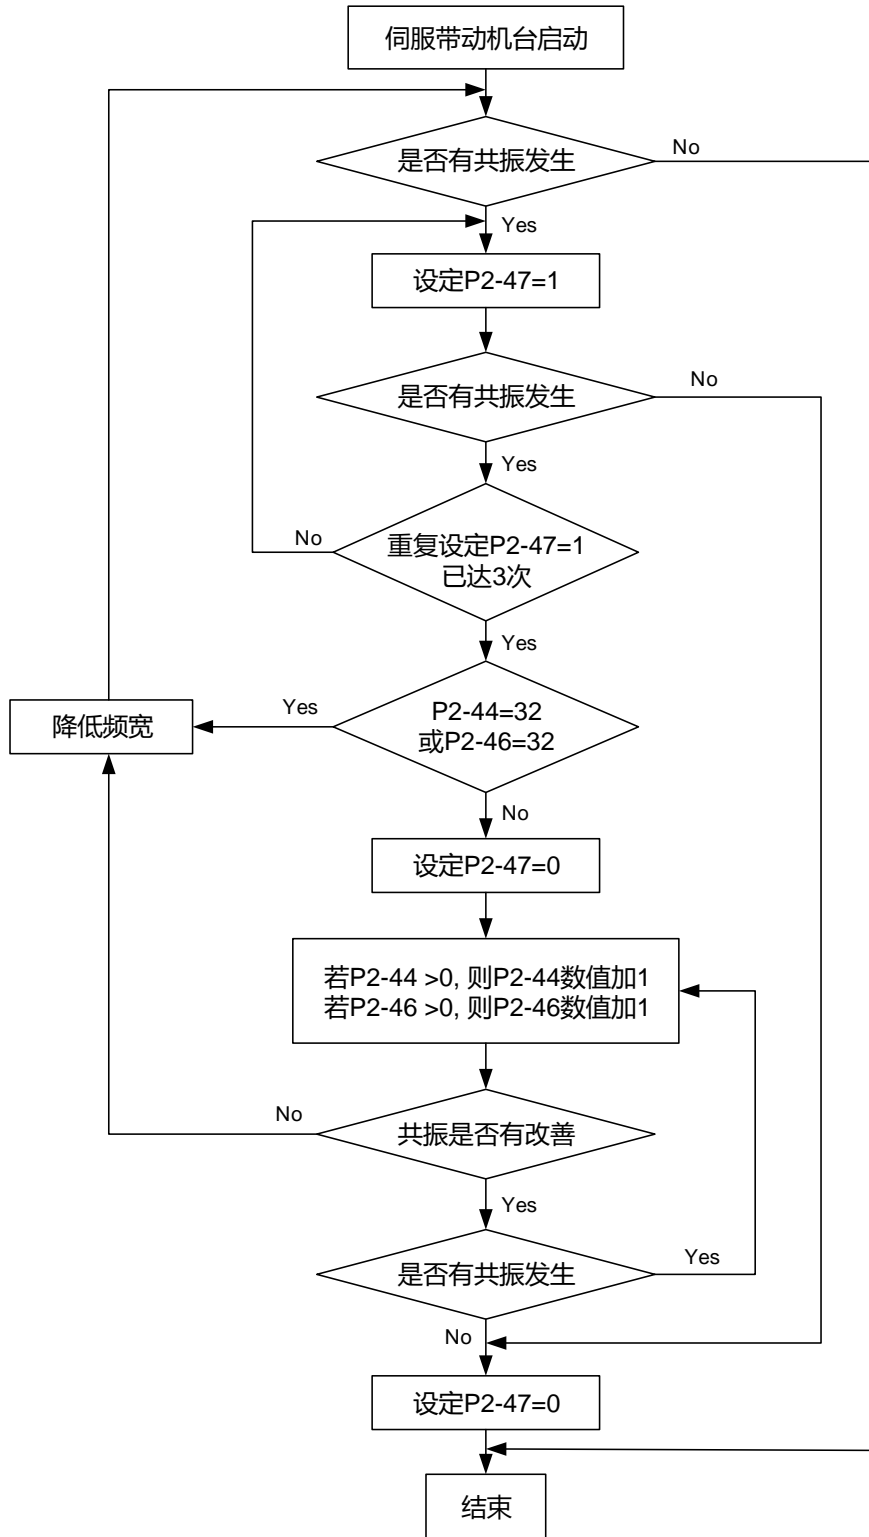 伺服带动机台启动
是否有共振发生
No
Yes
设定P2-47=1
是否有共振发生
No
Yes
No
重复设定P2-47=1
已达3次
Yes
降低频宽
Yes
P2-44=32
或P2-46=32
No
设定P2-47=0
若P2-44 >0, 则P2-44数值加1
若P2-46 >0, 则P2-46数值加1
No
共振是否有改善
Yes
是否有共振发生
Yes
No
设定P2-47=0
结束